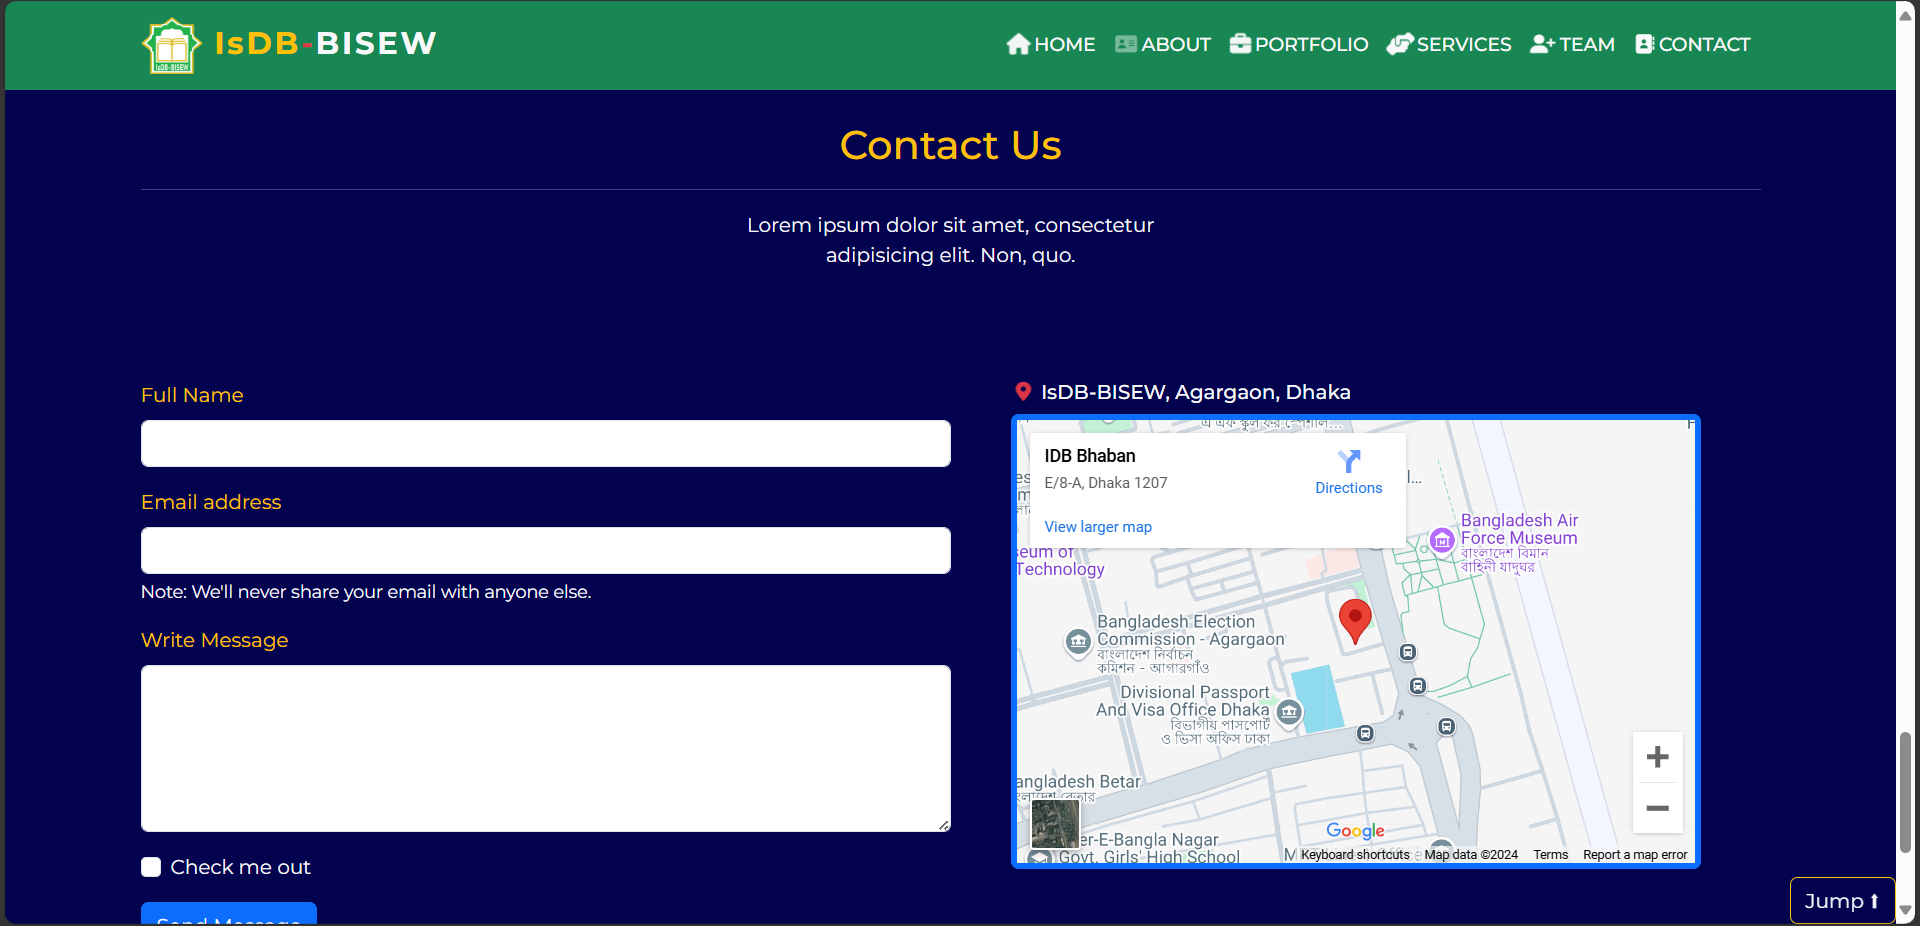 IsDB-BISEW
IsDB-BISEW
HOME ABOUT PORTFOLIO SERVICES TEAM CONTACT
Contact Us
Lorem ipsum dolor sit amet, consectetur
adipisicing elit. Non, quo.
Full Name
Email address
Note: We'll never share your email with anyone else.
Write Message
Check me out
Send Message
IsDB-BISEW, Agargaon, Dhaka
IDB Bhaban
E/8-A, Dhaka 1207
Directions
View larger map
Bangladesh Air
Force Museum
বাংলাদেশ বিমান
বাহিনী যাদুঘর
seum of
Technology
Bangladesh Election
Commission - Agargaon
বাংলাদেশ নির্বাচন
কমিশন - আগারগাঁও
Divisional Passport
And Visa Office Dhaka
বিভাগীয় পাসপোর্ট
ও ভিসা অফিস ঢাকা
angladesh Betar
বাংলাদেশ বেতার
er-E-Bangla Nagar
Govt. Girls' High School
Google
Keyboard shortcuts Map data ©2024 Terms Report a map error
Jump